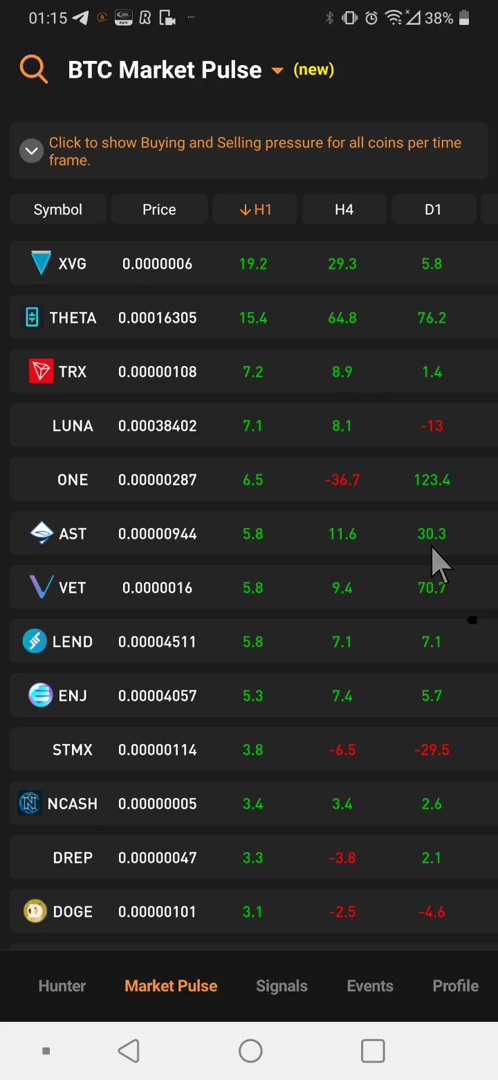 01:15 38%
BTC Market Pulse (new)
Click to show Buying and Selling pressure for all coins per time
frame.
Symbol Price ↓H1 H4 D1
XVG 0.0000006 19.2 29.3 5.8
THETA 0.00016305 15.4 64.8 76.2
TRX 0.00000108 7.2 8.9 1.4
LUNA 0.00038402 7.1 8.1 -13
ONE 0.00000287 6.5 -36.7 123.4
AST 0.00000944 5.8 11.6 30.3
VET 0.0000016 5.8 9.4 70.7
LEND 0.00004511 5.8 7.1 7.1
ENJ 0.00004057 5.3 7.4 5.7
STMX 0.00000114 3.8 -6.5 -29.5
NCASH 0.00000005 3.4 3.4 2.6
DREP 0.00000047 3.3 -3.8 2.1
DOGE 0.00000101 3.1 -2.5 -4.6
Hunter Market Pulse Signals Events Profile